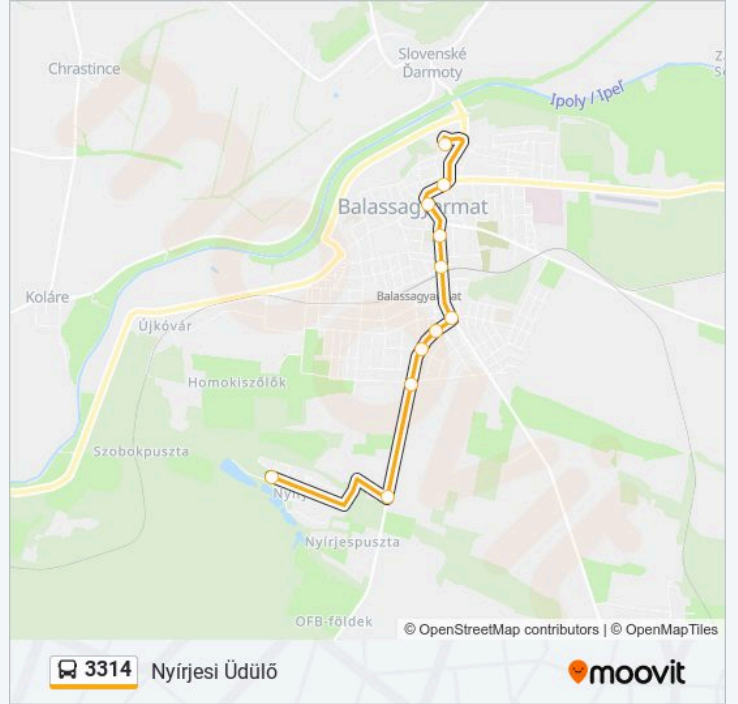 Slovenské
Ďarmoty
Chrastince
Ipoly / Ipeľ
Balassagyarmat
Koláre
Balassagyarmat
Újkóvár
Homokiszőlők
Szobokpuszta
Nyírjespuszta
OFB-földek
© OpenStreetMap contributors | © OpenMapTiles
3314 Nyírjesi Üdülő
moovit